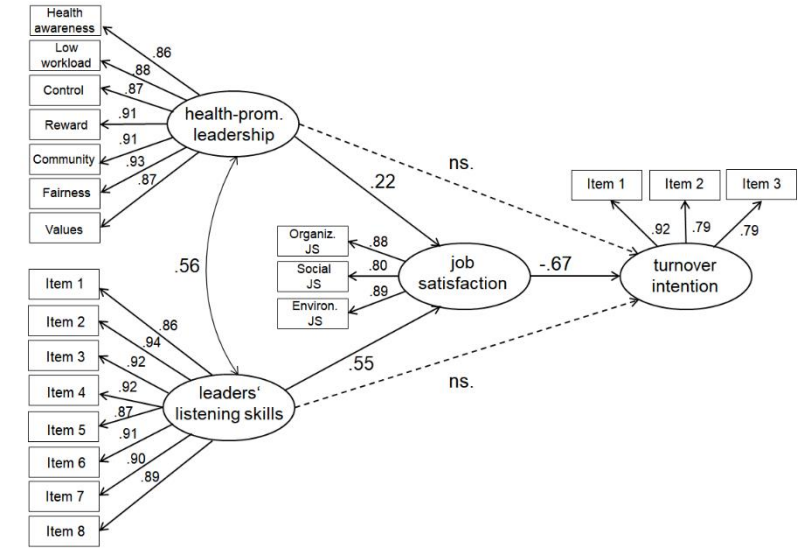 Health
awareness
Low
workload
Control
Reward
Community
Fairness
Values
.86
.88
.87
.91
.91
.93
.87
health-prom.
leadership
ns.
.22
.56
Organiz.
JS
Social
JS
Environ.
JS
.88
.80
.89
job
satisfaction
-.67
Item 1
Item 2
Item 3
.92
.79
.79
turnover
intention
Item 1
Item 2
Item 3
Item 4
Item 5
Item 6
Item 7
Item 8
.86
.94
.92
.92
.87
.91
.90
.89
leaders‘
listening skills
.55
ns.